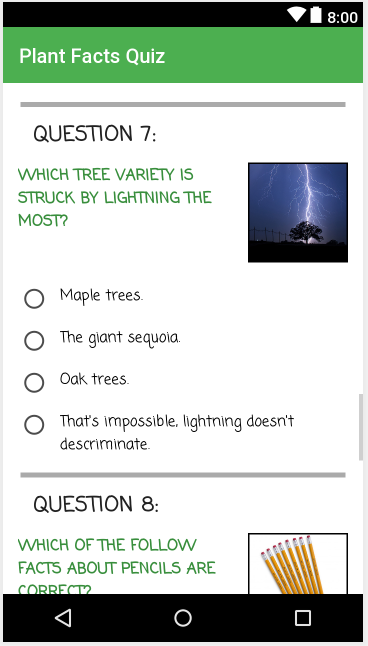 8:00
Plant Facts Quiz
QUESTION 7:
WHICH TREE VARIETY IS
STRUCK BY LIGHTNING THE
MOST?
Maple trees.
The giant sequoia.
Oak trees.
That's impossible, lightning doesn't
descriminate.
QUESTION 8:
WHICH OF THE FOLLOW
FACTS ABOUT PENCILS ARE
CORRECT?